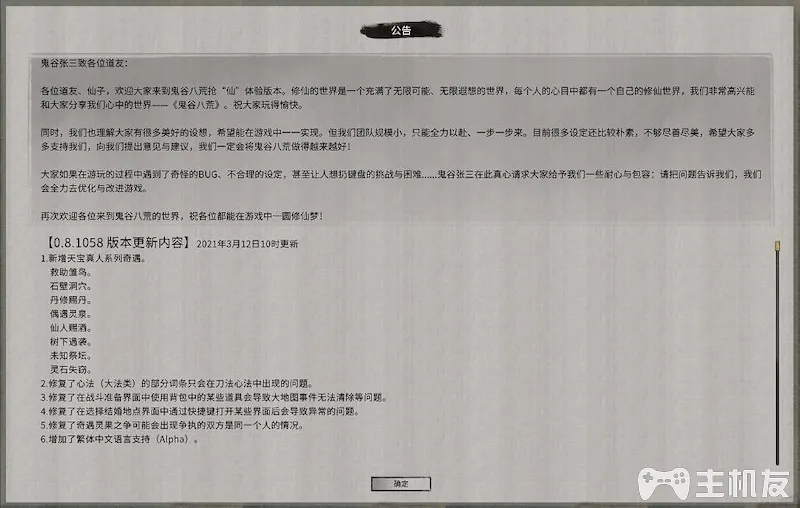 公告
鬼谷张三致各位道友：
各位道友、仙子，欢迎大家来到鬼谷八荒抢“仙”体验版本。修仙的世界是一个充满了无限可能、无限遐想的世界，每个人的心目中都有一个自己的修仙世界，我们非常高兴能
和大家分享我们心中的世界——《鬼谷八荒》。祝大家玩得愉快。
同时，我们也理解大家有很多美好的设想，希望能在游戏中一一实现。但我们团队规模小，只能全力以赴、一步一步来。目前很多设定还比较朴素，不够尽善尽美，希望大家多
多支持我们，向我们提出意见与建议，我们一定会将鬼谷八荒做得越来越好！
大家如果在游玩的过程中遇到了奇怪的BUG、不合理的设定，甚至让人想扔键盘的挑战与困难......鬼谷张三在此真心请求大家给予我们一些耐心与包容：请把问题告诉我们，我们
会全力去优化与改进游戏。
再次欢迎各位来到鬼谷八荒的世界，祝各位都能在游戏中一圆修仙梦！
【0.8.1058 版本更新内容】2021年3月12日10时更新
1.新增天宝真人系列奇遇。
救助雏鸟。
石壁洞穴。
丹修赐丹。
偶遇灵泉。
仙人赐酒。
树下遇袭。
未知祭坛。
灵石失窃。
2.修复了心法（大法类）的部分词条只会在刀法心法中出现的问题。
3.修复了在战斗准备界面中使用背包中的某些道具会导致大地图事件无法清除等问题。
4.修复了在选择结婚地点界面中通过快捷键打开某些界面后会导致异常的问题。
5.修复了奇遇灵果之争可能会出现争执的双方是同一个人的情况。
6.增加了繁体中文语言支持（Alpha）。
确定
主机友